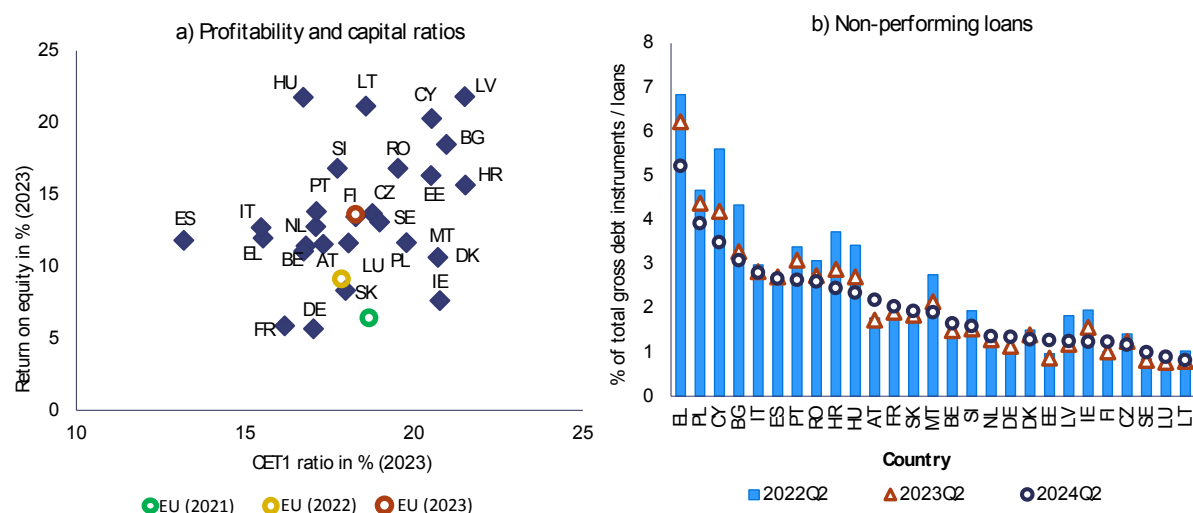 a) Profitability and capital ratios
Return on equity in % (2023)
25
20
15
10
5
0
HU
LT
CY
LV
BG
SI
RO
EE
HR
PT
FI
CZ
SE
ES
IT
NL
EL
BE
AT
LU
PL
MT
DK
SK
IE
FR
DE
10
15
20
25
CET1 ratio in % (2023)
EU (2021) EU (2022) EU (2023)
b) Non-performing loans
% of total gross debt instruments / loans
8
7
6
5
4
3
2
1
0
EL PL CY BG IT ES PT RO HR HU AT FR SK MT BE SI NL DE DK EE LV IE FI CZ SE LU LT
Country
2022Q2 2023Q2 2024Q2